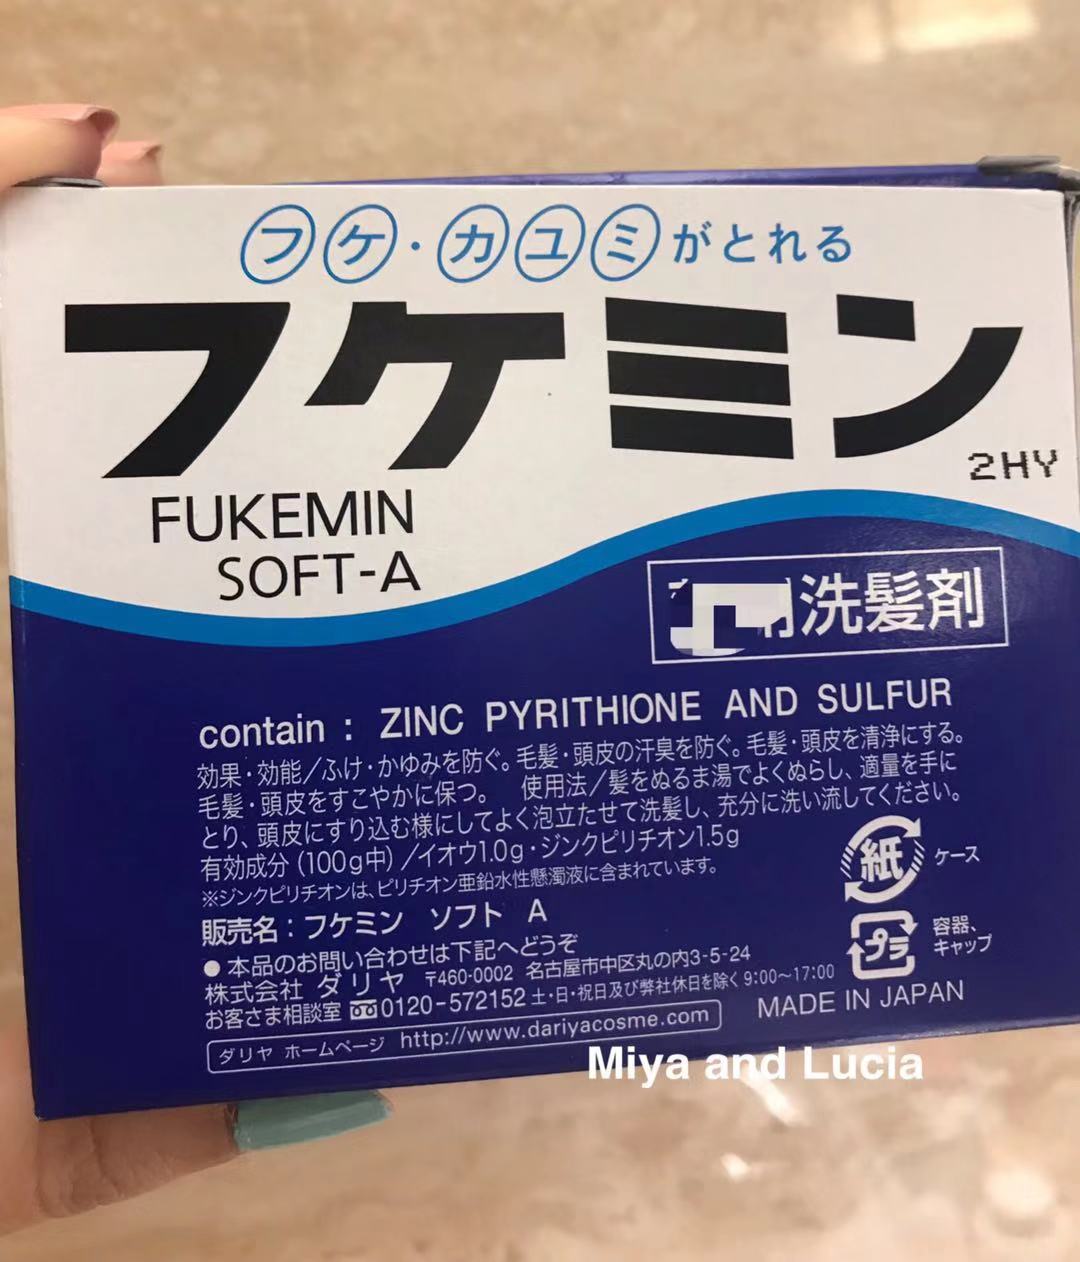 フケ・カユミがとれる
フケミン
2HY
FUKEMIN
SOFT-A
洗髪剤
contain : ZINC PYRITHIONE AND SULFUR
効果・効能/ふけ・かゆみを防ぐ。毛髪・頭皮の汗臭を防ぐ。毛髪・頭皮を清浄にする。
毛髪・頭皮をすこやかに保つ。 使用法/髪をぬるま湯でよくぬらし、適量を手に
とり、頭皮にすり込む様にしてよく泡立たせて洗髪し、充分に洗い流してください。
有効成分(100g中)/イオウ1.0g・ジンクピリチオン1.5g
※ジンクピリチオンは、ピリチオン亜鉛水性懸濁液に含まれています。
紙
ケース
販売名:フケミン ソフト A
プラ
容器、
キャップ
●本品のお問い合わせは下記へどうぞ
株式会社 ダリヤ 〒460-0002 名古屋市中区丸の内3-5-24
お客さま相談室 0120-572152 土・日・祝日及び弊社休日を除く 9:00~17:00
MADE IN JAPAN
ダリヤ ホームページ http://www.dariyacosme.com
Miya and Lucia